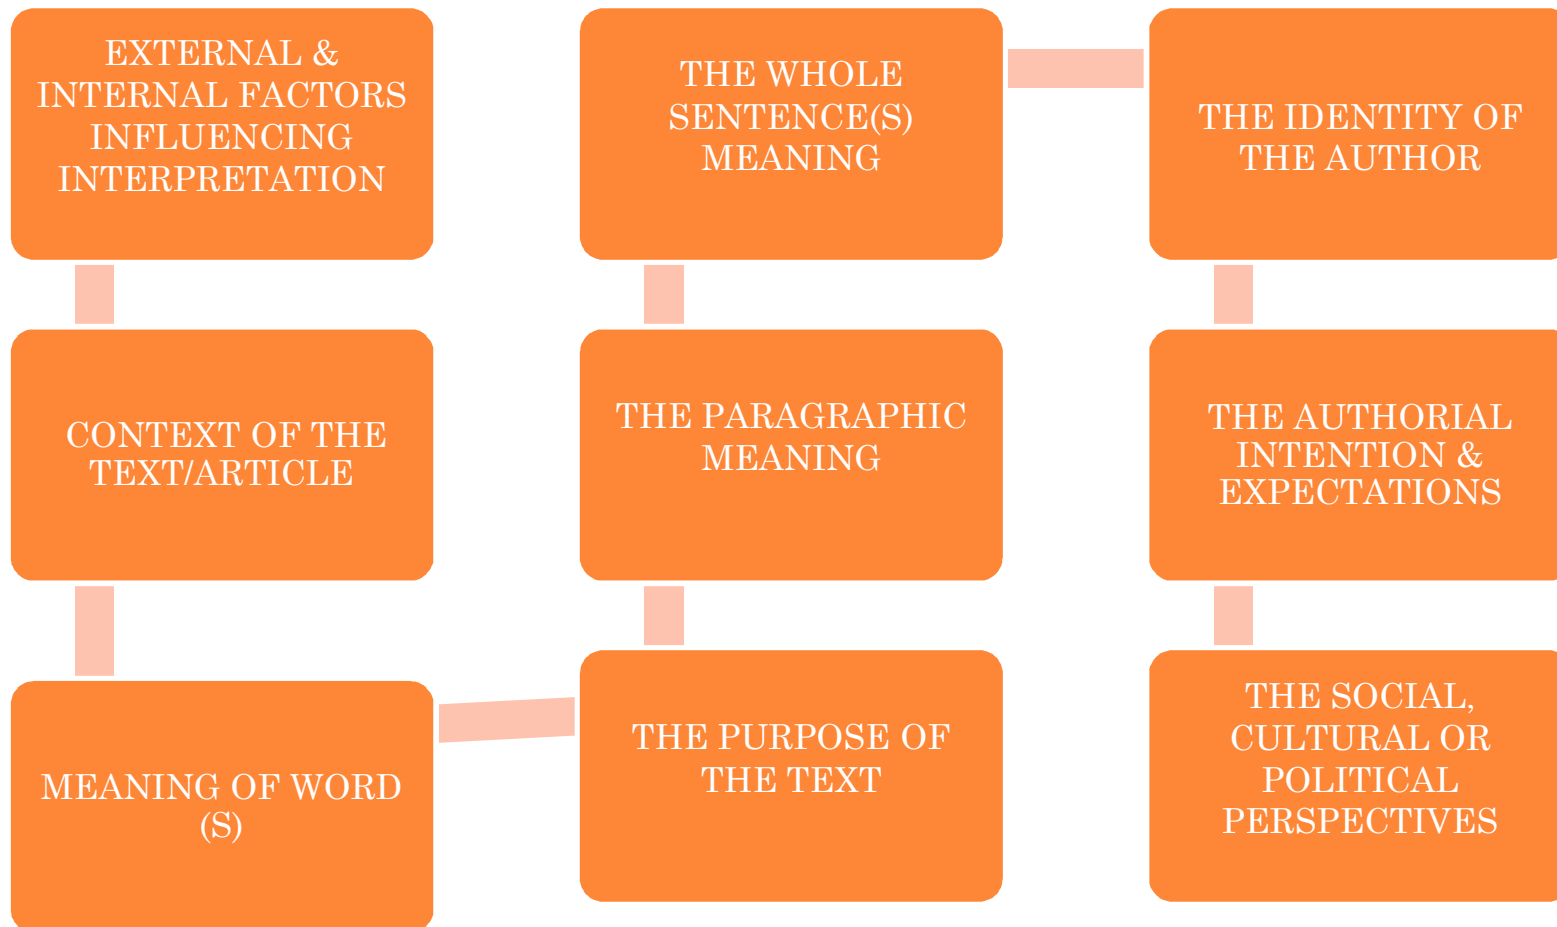 EXTERNAL &
INTERNAL FACTORS
INFLUENCING
INTERPRETATION
CONTEXT OF THE
TEXT/ARTICLE
MEANING OF WORD
(S)
THE PURPOSE OF
THE TEXT
THE PARAGRAPHIC
MEANING
THE WHOLE
SENTENCE(S)
MEANING
THE IDENTITY OF
THE AUTHOR
THE AUTHORIAL
INTENTION &
EXPECTATIONS
THE SOCIAL,
CULTURAL OR
POLITICAL
PERSPECTIVES